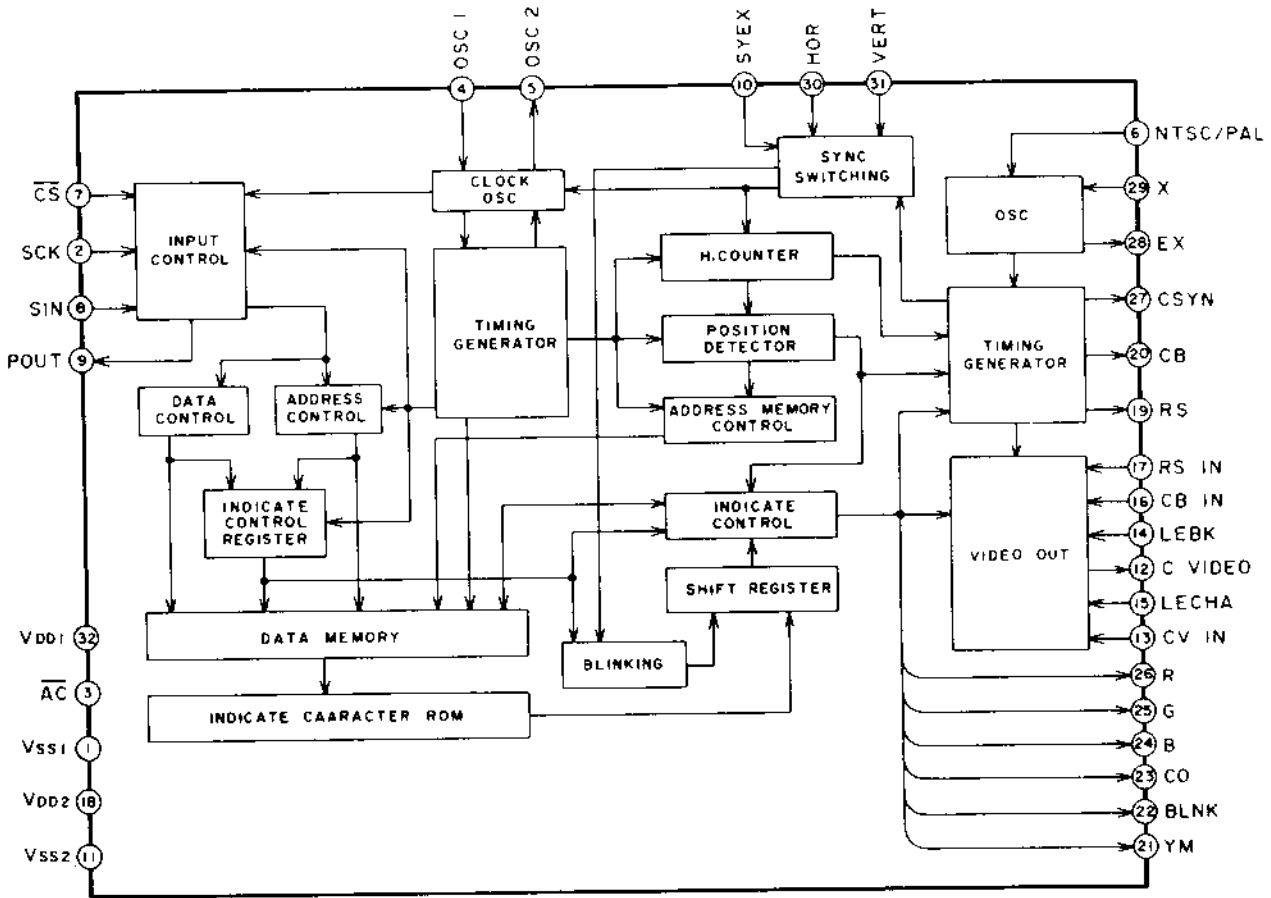 OSC 1
OSC 2
SYEX
HOR
VERT
4
5
10
30
31
6 NTSC/PAL
SYNC
SWITCHING
CS 7
CLOCK
OSC
29 X
INPUT
CONTROL
OSC
SCK 2
28 EX
H.COUNTER
SIN 8
27 CSYN
TIMING
GENERATOR
POSITION
DETECTOR
TIMING
GENERATOR
POUT 9
20 CB
DATA
CONTROL
ADDRESS
CONTROL
ADDRESS MEMORY
CONTROL
19 RS
17 RS IN
INDICATE
CONTROL
REGISTER
INDICATE
CONTROL
16 CB IN
14 LEBK
VIDEO OUT
12 C VIDEO
SHIFT REGISTER
15 LECHA
VDD1 32
DATA MEMORY
13 CV IN
BLINKING
26 R
AC 3
INDICATE CAARACTER ROM
25 G
VSS1 1
24 B
23 CO
VDD2 18
22 BLNK
21 YM
VSS2 11